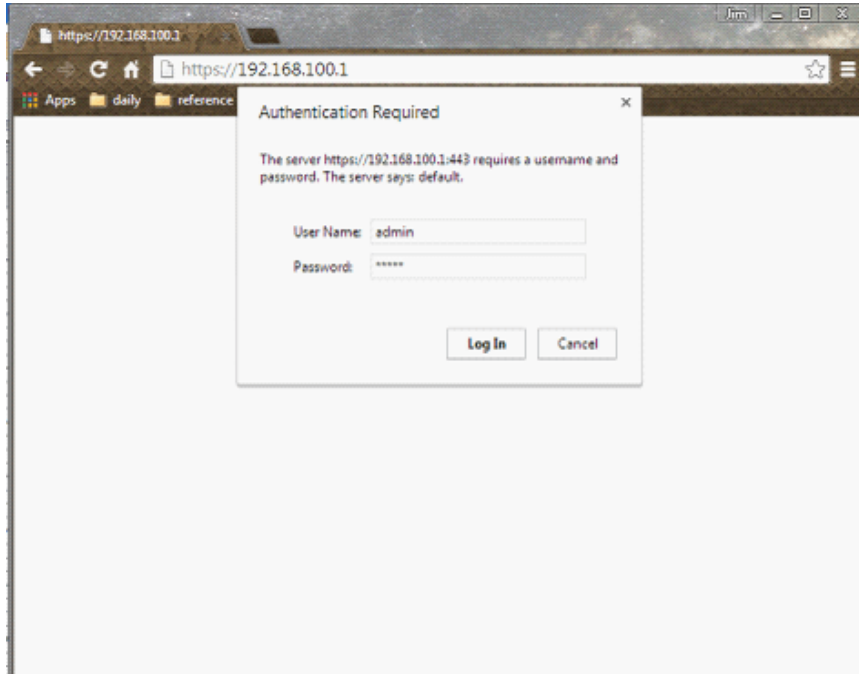 Jim
https://192.168.100.1
https://192.168.100.1
Apps daily reference
Authentication Required
The server https://192.168.100.1:443 requires a username and
password. The server says: default.
User Name: admin
Password: *****
Log In Cancel